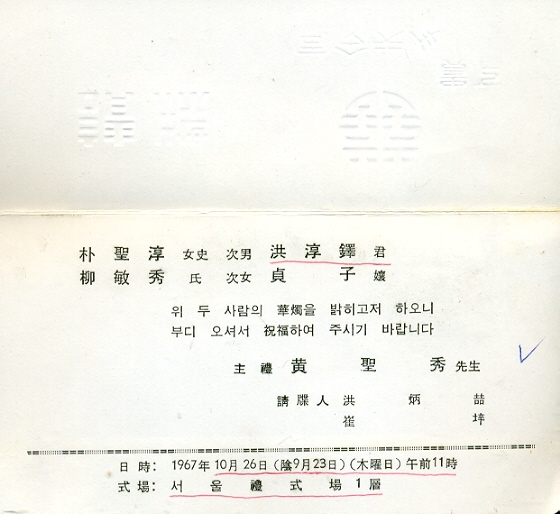 朴聖淳 女史 次男 洪淳鐸 君
柳敏秀 氏 次女 貞子 孃
위 두 사람의 華燭을 밝히고저 하오니
부디 오셔서 祝福하여 주시기 바랍니다
主禮 黄聖秀 先生
請牒人 洪炳喆
崔坪
日時: 1967年 10月 26日 (陰9月23日) (木曜日) 午前11時
式場: 서울禮式場 1層